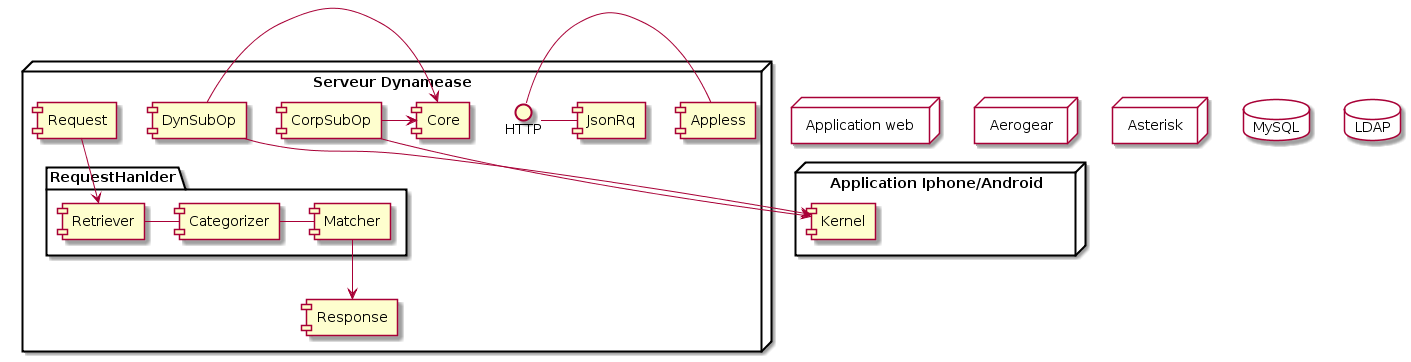 Serveur Dynamease
Request
DynSubOp
CorpSubOp
Core
HTTP
JsonRq
Appless
Application web
Aerogear
Asterisk
MySQL
LDAP
RequestHanlder
Retriever
Categorizer
Matcher
Application Iphone/Android
Kernel
Response